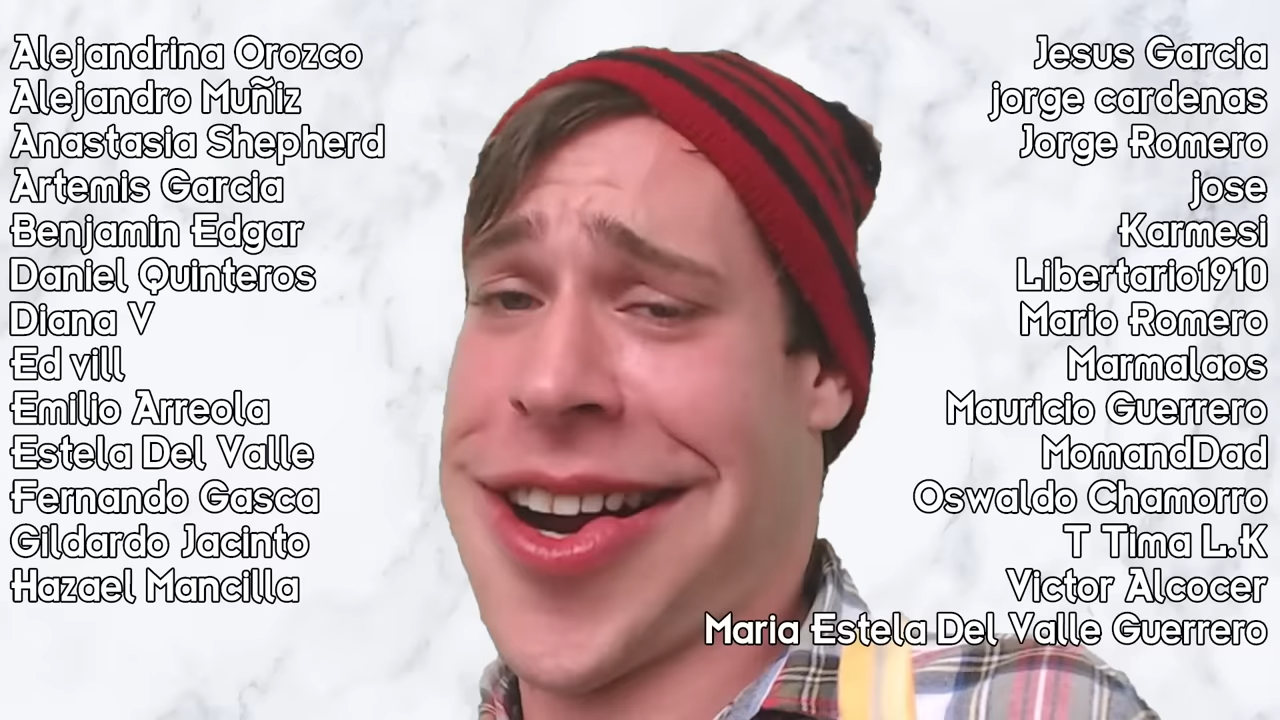 Alejandrina Orozco
Alejandro Muñiz
Anastasia Shepherd
Artemis Garcia
Benjamin Edgar
Daniel Quinteros
Diana V
Ed vill
Emilio Arreola
Estela Del Valle
Fernando Gasca
Gildardo Jacinto
Hazael Mancilla
Jesus Garcia
jorge cardenas
Jorge Romero
jose
Karmesi
Libertario1910
Mario Romero
Marmalaos
Mauricio Guerrero
MomandDad
Oswaldo Chamorro
T Tima L.K
Victor Alcocer
Maria Estela Del Valle Guerrero